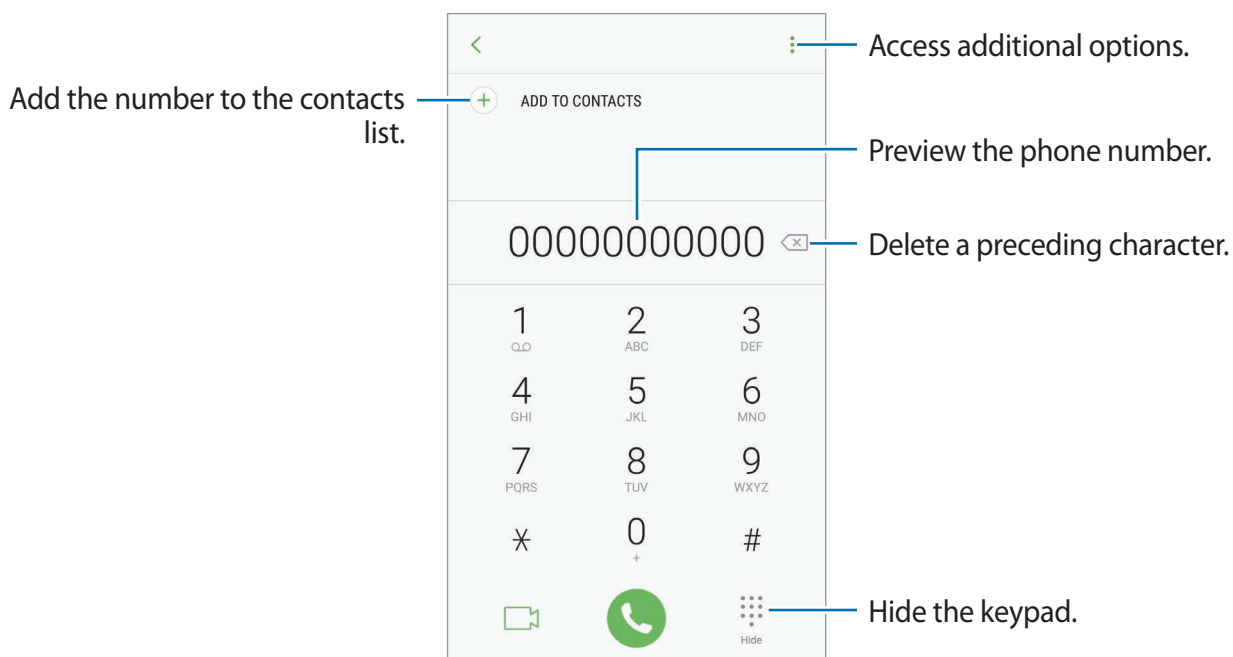 Access additional options.
Add the number to the contacts
list.
ADD TO CONTACTS
Preview the phone number.
00000000000
Delete a preceding character.
1 2 3
ABC DEF
4 5 6
GHI JKL MNO
7 8 9
PQRS TUV WXYZ
* 0 #
+
Hide the keypad.
Hide